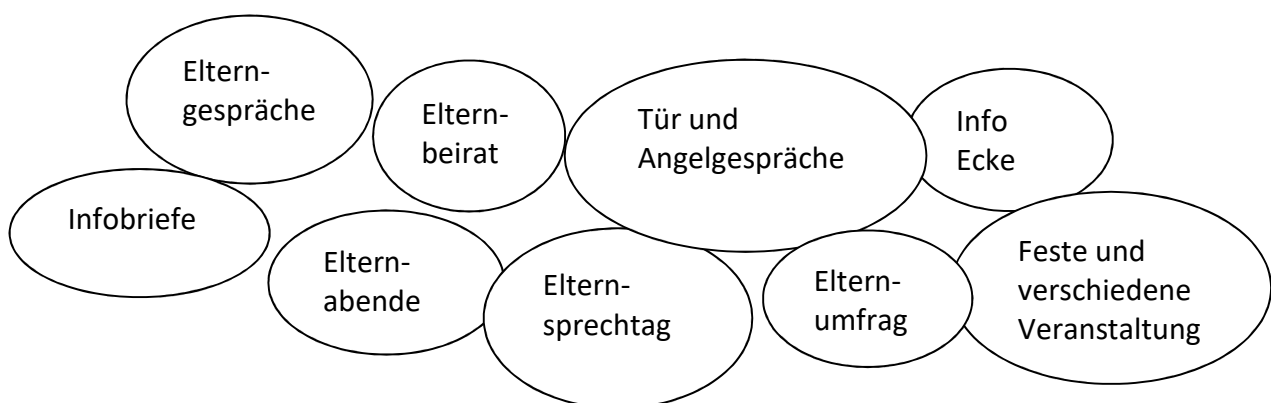 Eltern-
gespräche
Eltern-
beirat
Tür und
Angelgespräche
Info
Ecke
Infobriefe
Eltern-
abende
Eltern-
sprechtag
Eltern-
umfrag
Feste und
verschiedene
Veranstaltung